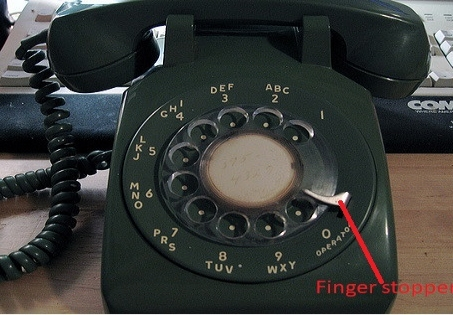 ABC
2
DEF
3
GHI
4
JKL
5
MNO
6
PRS
7
TUV
8
WXY
9
OPERATOR
0
1
COM
Finger stopper